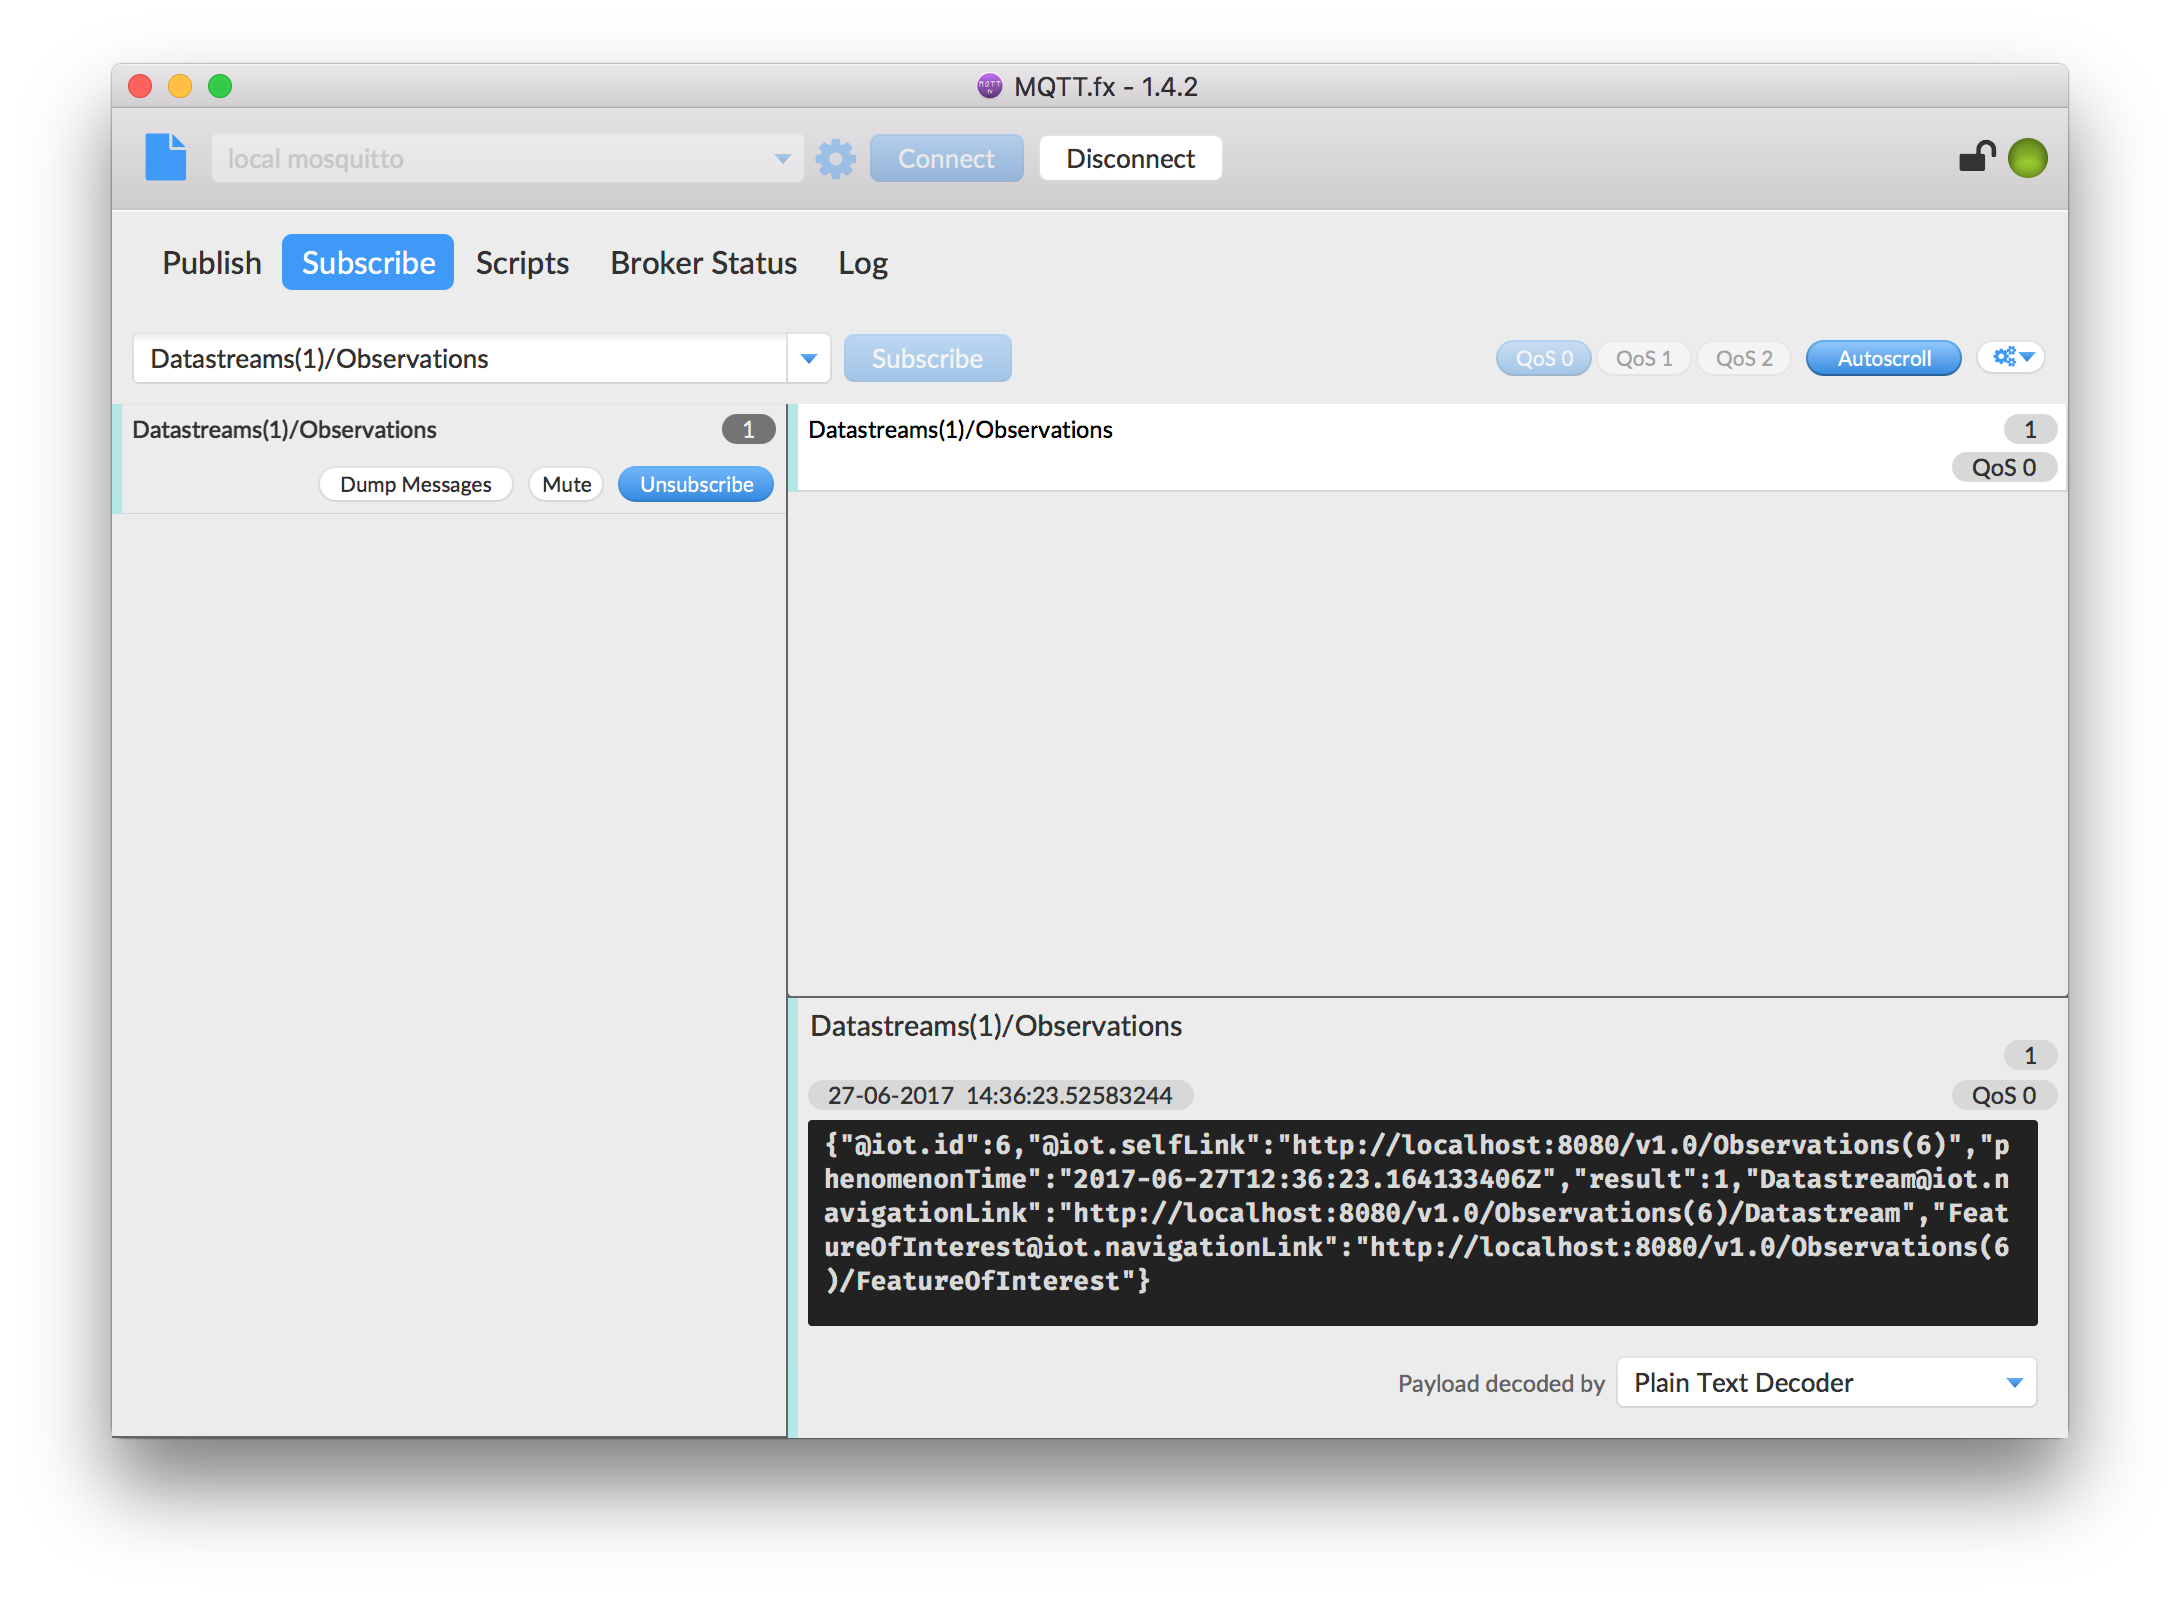 MQTT.fx - 1.4.2
local mosquitto
Connect
Disconnect
Publish
Subscribe
Scripts
Broker Status
Log
Datastreams(1)/Observations
Subscribe
QoS 0
QoS 1
QoS 2
Autoscroll
Datastreams(1)/Observations
1
Dump Messages
Mute
Unsubscribe
Datastreams(1)/Observations
1
QoS 0
Datastreams(1)/Observations
1
27-06-2017 14:36:23.52583244
QoS 0
{"@iot.id":6,"@iot.selfLink":"http://localhost:8080/v1.0/Observations(6)","p
henomenonTime":"2017-06-27T12:36:23.164133406Z","result":1,"Datastream@iot.n
avigationLink":"http://localhost:8080/v1.0/Observations(6)/Datastream","Feat
ureOfInterest@iot.navigationLink":"http://localhost:8080/v1.0/Observations(6
)/FeatureOfInterest"}
Payload decoded by
Plain Text Decoder